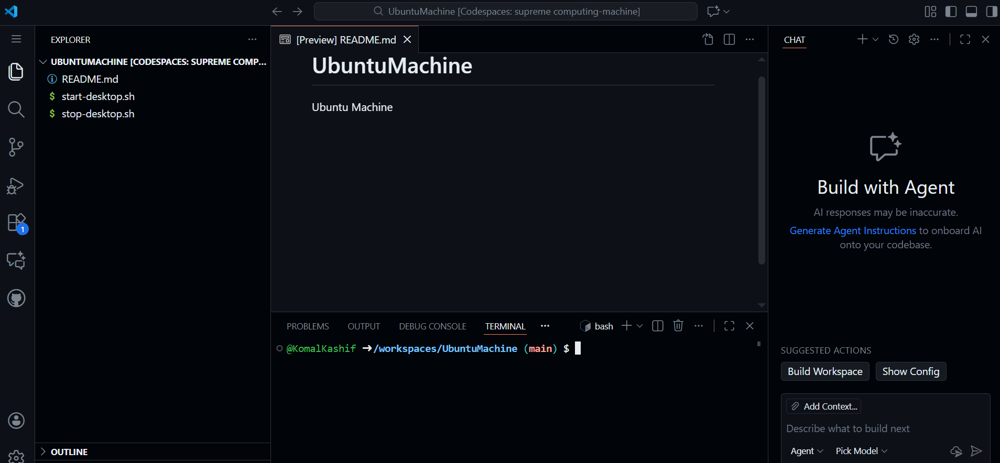 UbuntuMachine [Codespaces: supreme computing-machine]
EXPLORER
UBUNTUMACHINE [CODESPACES: SUPREME COMP...
README.md
$ start-desktop.sh
$ stop-desktop.sh
1
OUTLINE
[Preview] README.md
UbuntuMachine
Ubuntu Machine
PROBLEMS OUTPUT DEBUG CONSOLE TERMINAL
bash
@KomalKashif ➜/workspaces/UbuntuMachine (main) $
CHAT
Build with Agent
AI responses may be inaccurate.
Generate Agent Instructions to onboard AI
onto your codebase.
SUGGESTED ACTIONS
Build Workspace Show Config
Add Context...
Describe what to build next
Agent Pick Model